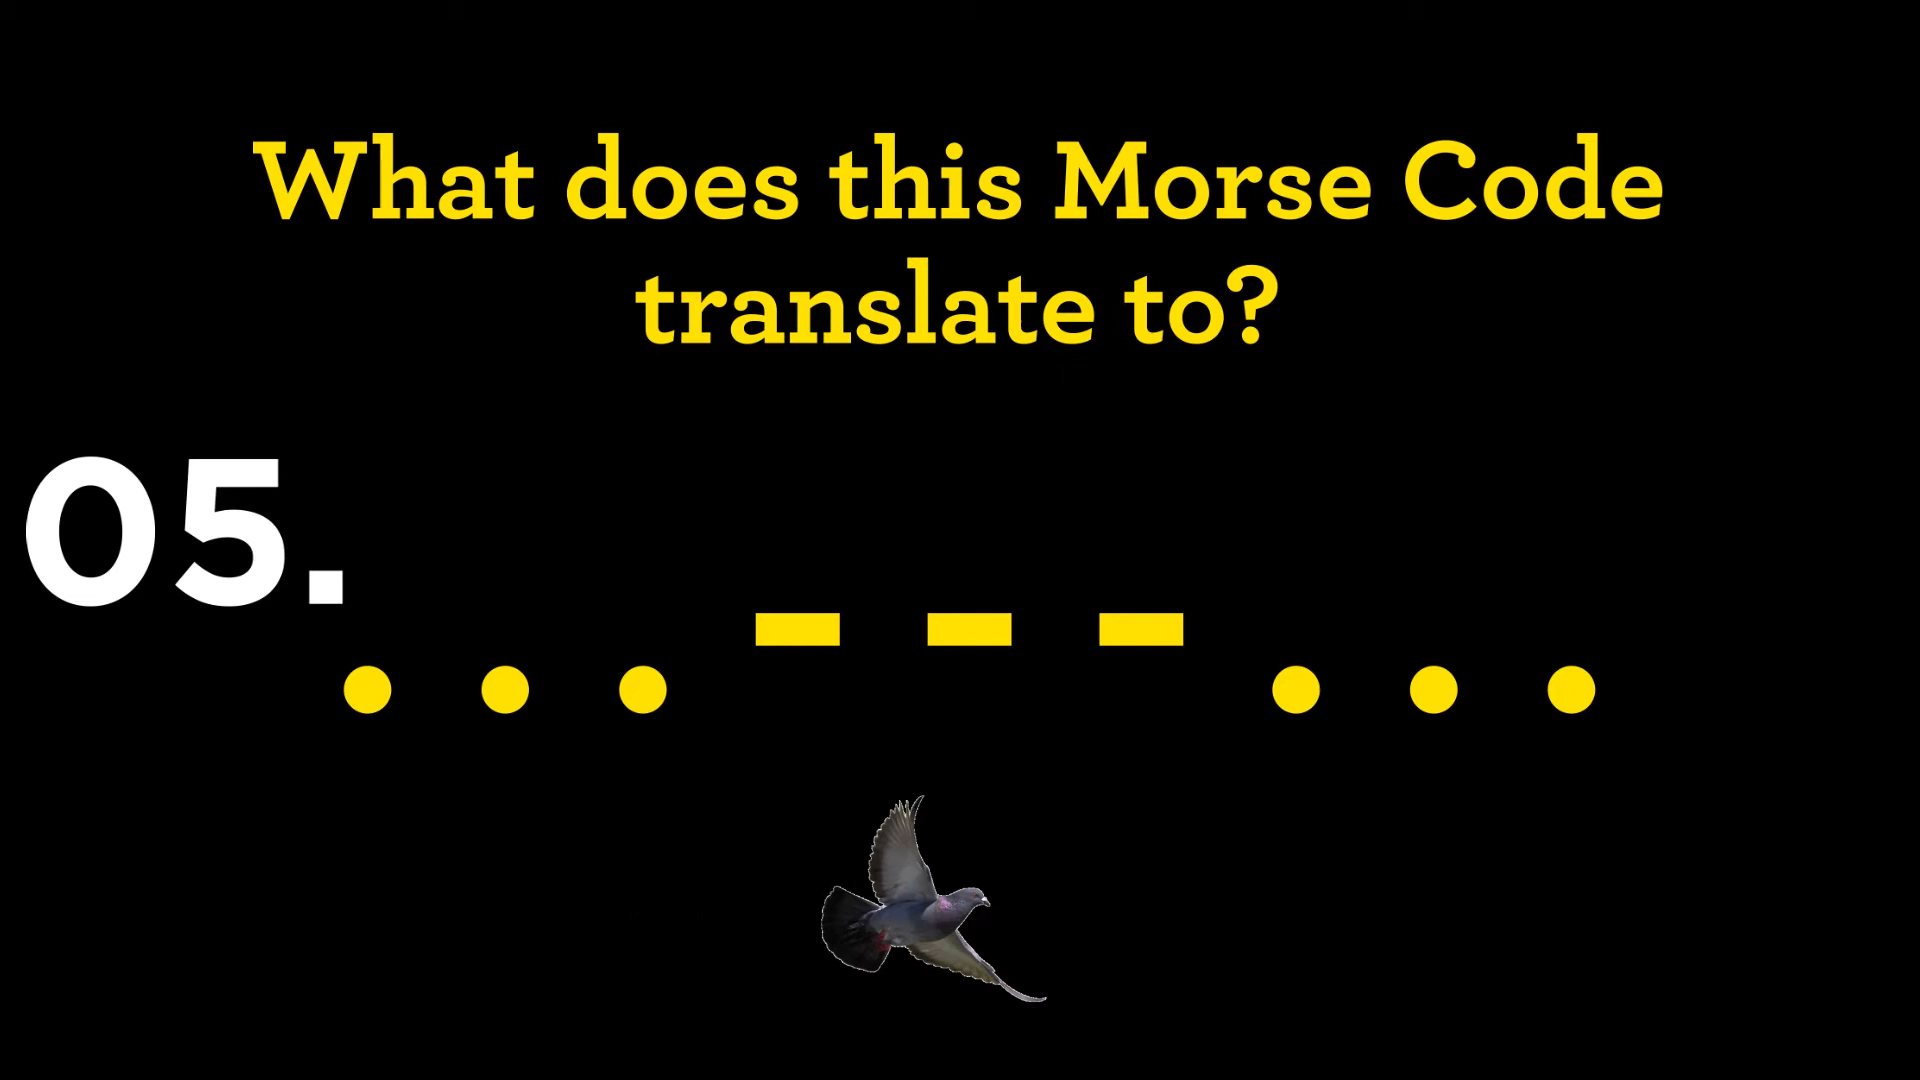 What does this Morse Code
translate to?
05.
. . . - - - . . .